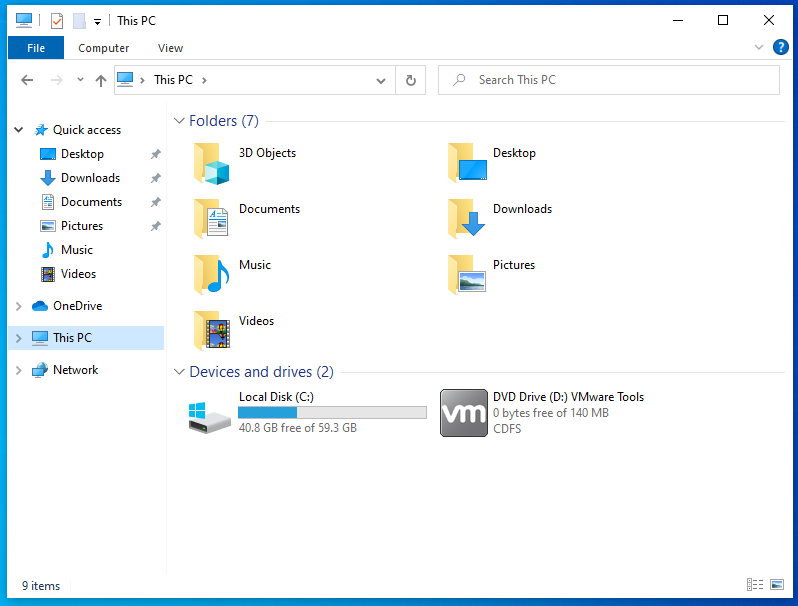 This PC
File Computer View
This PC
Search This PC
Quick access
Desktop
Downloads
Documents
Pictures
Music
Videos
OneDrive
This PC
Network
Folders (7)
3D Objects
Desktop
Documents
Downloads
Music
Pictures
Videos
Devices and drives (2)
Local Disk (C:)
40.8 GB free of 59.3 GB
vm
DVD Drive (D:) VMware Tools
0 bytes free of 140 MB
CDFS
9 items